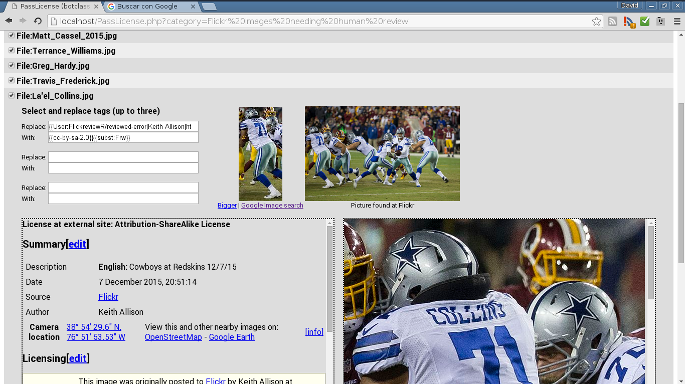 PassLicense (botclass
Buscar con Google
David
localhost/PassLicense.php?category=Flickr%20images%20needing%20human%20review
File:Matt_Cassel_2015.jpg
File:Terrance_Williams.jpg
File:Greg_Hardy.jpg
File:Travis_Frederick.jpg
File:La'el_Collins.jpg
Select and replace tags (up to three)
Replace: {{User:FlickreviewR/reviewed-error|Keith Allison|ht
With: {{cc-by-sa-2.0}}{{subst:Frw}}
Replace:
With:
Replace:
With:
Bigger| Google image search
Picture found at Flickr
License at external site: Attribution-ShareAlike License
Summary[edit]
Description English: Cowboys at Redskins 12/7/15
Date 7 December 2015, 20:51:14
Source Flickr
Author Keith Allison
Camera location 38° 54′ 29.6″ N, 76° 51′ 53.53″ W View this and other nearby images on: OpenStreetMap - Google Earth [info]
Licensing[edit]
This image was originally posted to Flickr by Keith Allison at
COLLINS
71